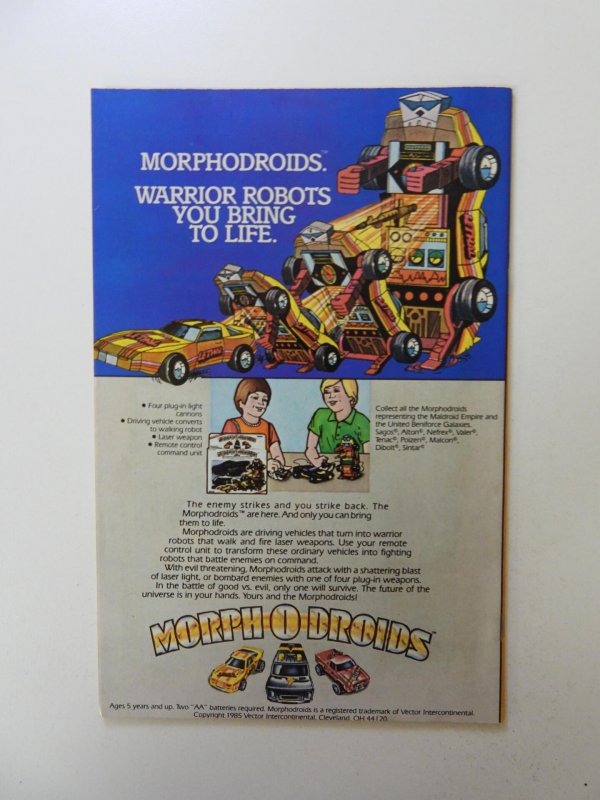 MORPHODROIDS.™
WARRIOR ROBOTS
YOU BRING
TO LIFE.
• Four plug-in light
cannons
• Driving vehicle converts
to walking robot
• Laser weapon
• Remote control
command unit
Collect all the Morphodroids
representing the Maldroid Empire and
the United Beniforce Galaxies.
Sagos®, Alton®, Nefrex®, Valer®,
Tenac®, Poizen®, Malcon®,
Dibolt®, Sintar®
The enemy strikes and you strike back. The
Morphodroids™ are here. And only you can bring
them to life.
Morphodroids are driving vehicles that turn into warrior
robots that walk and fire laser weapons. Use your remote
control unit to transform these ordinary vehicles into fighting
robots that battle enemies on command.
With evil threatening, Morphodroids attack with a shattering blast
of laser light, or bombard enemies with one of four plug-in weapons.
In the battle of good vs. evil, only one will survive. The future of the
universe is in your hands. Yours and the Morphodroids!
MORPH-O-DROIDS™
Ages 5 years and up. Two "AA" batteries required. Morphodroids is a registered trademark of Vector Intercontinental.
Copyright 1985 Vector Intercontinental, Cleveland, OH 44120.